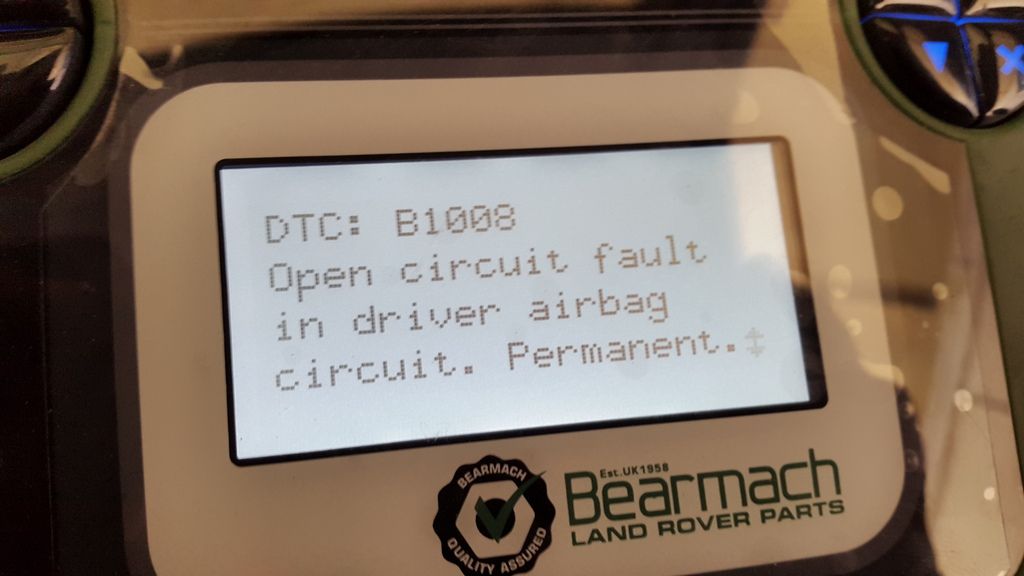 DTC: B1008
Open circuit fault
in driver airbag
circuit. Permanent.
BEARMACH
QUALITY ASSURED
Est.UK1958
Bearmach
LAND ROVER PARTS